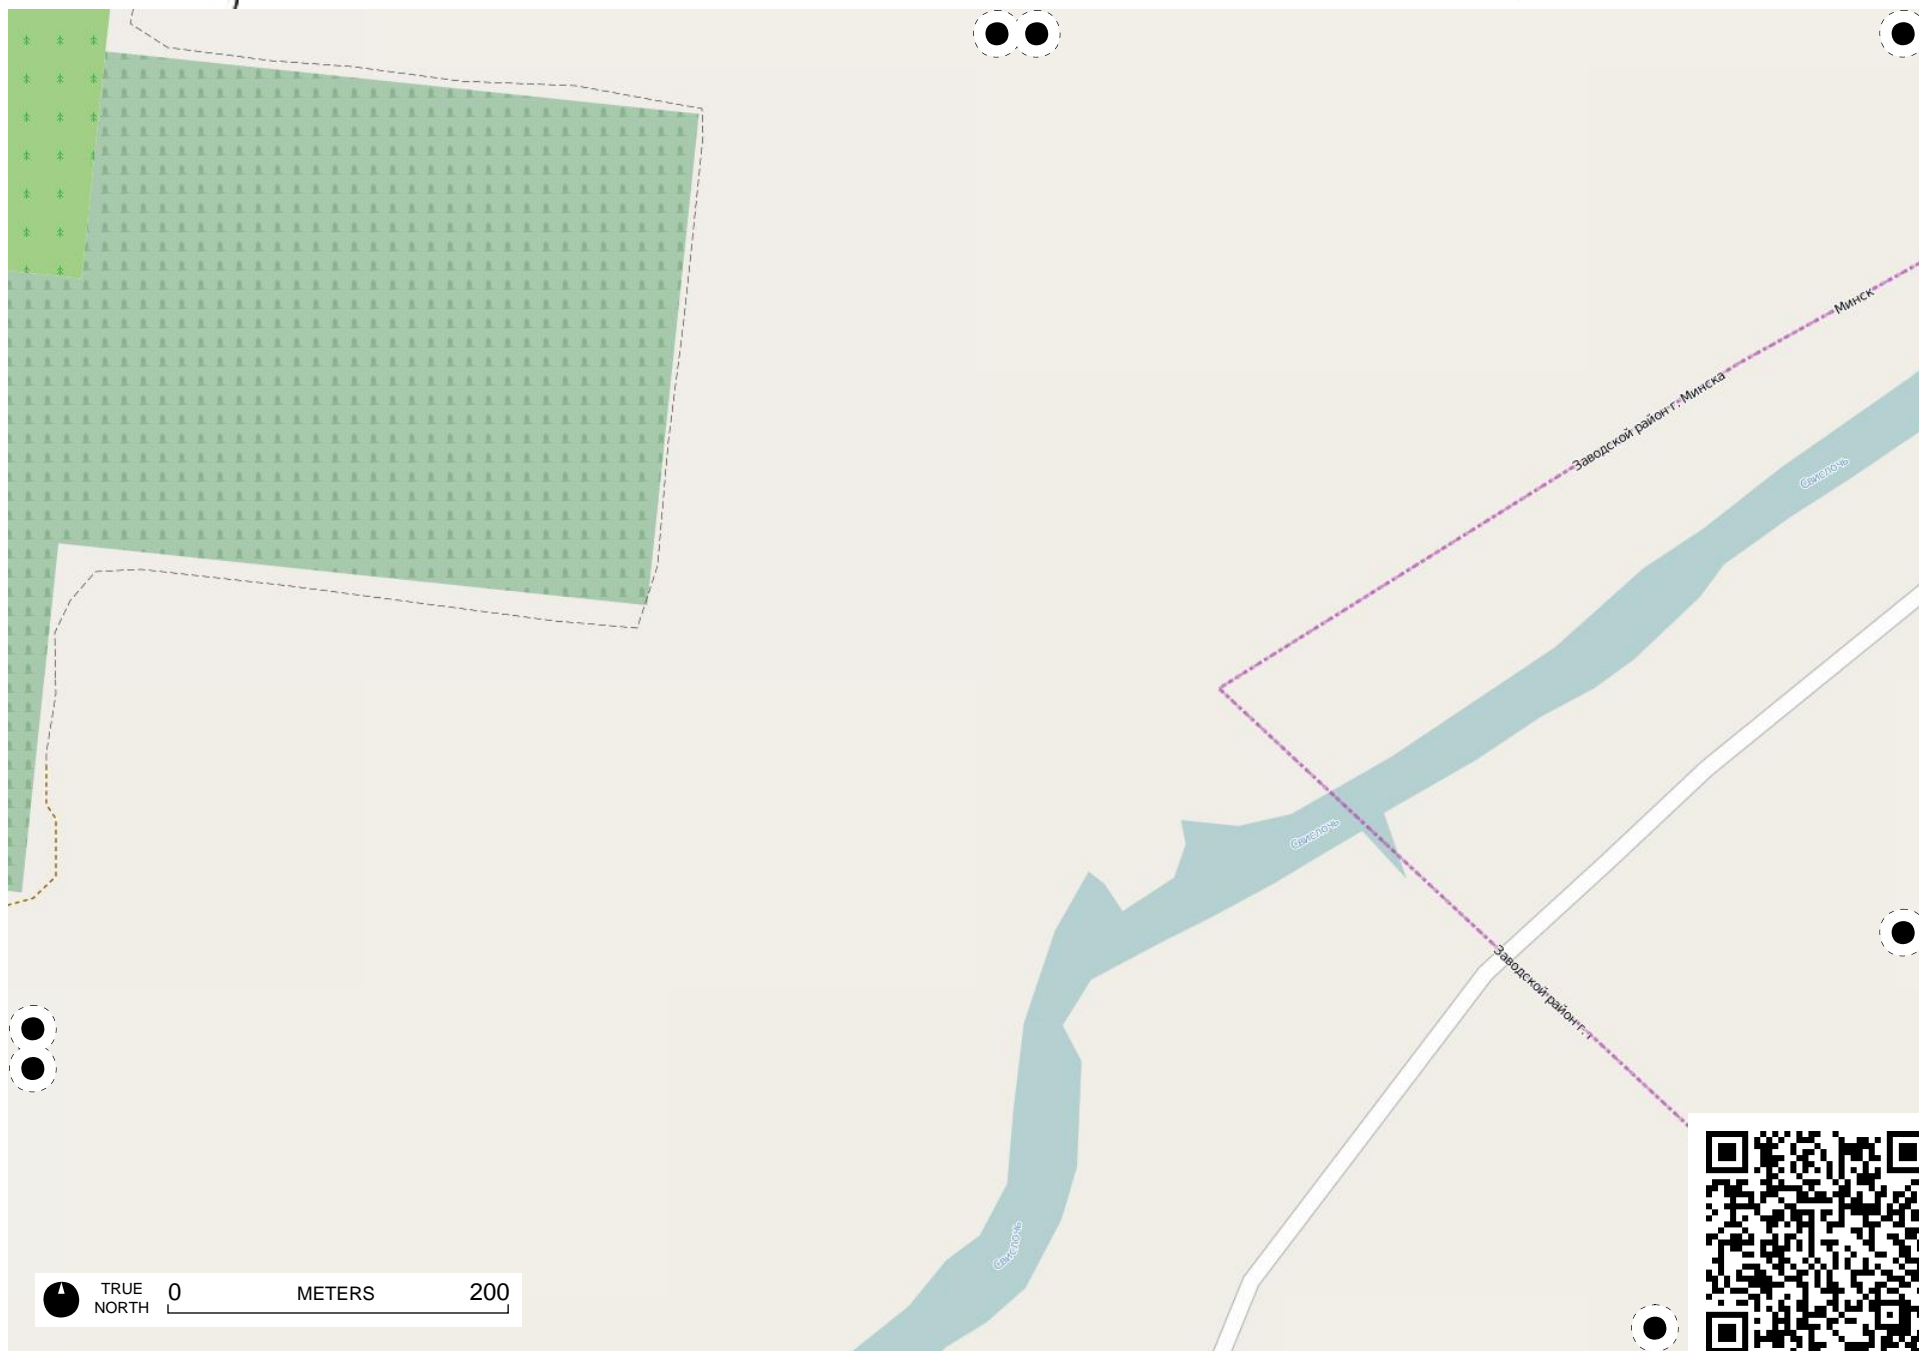 Минск
Заводской район г. Минска
Свислочь
Свислочь
Заводской район г.
Свислочь
TRUE NORTH
0 METERS 200